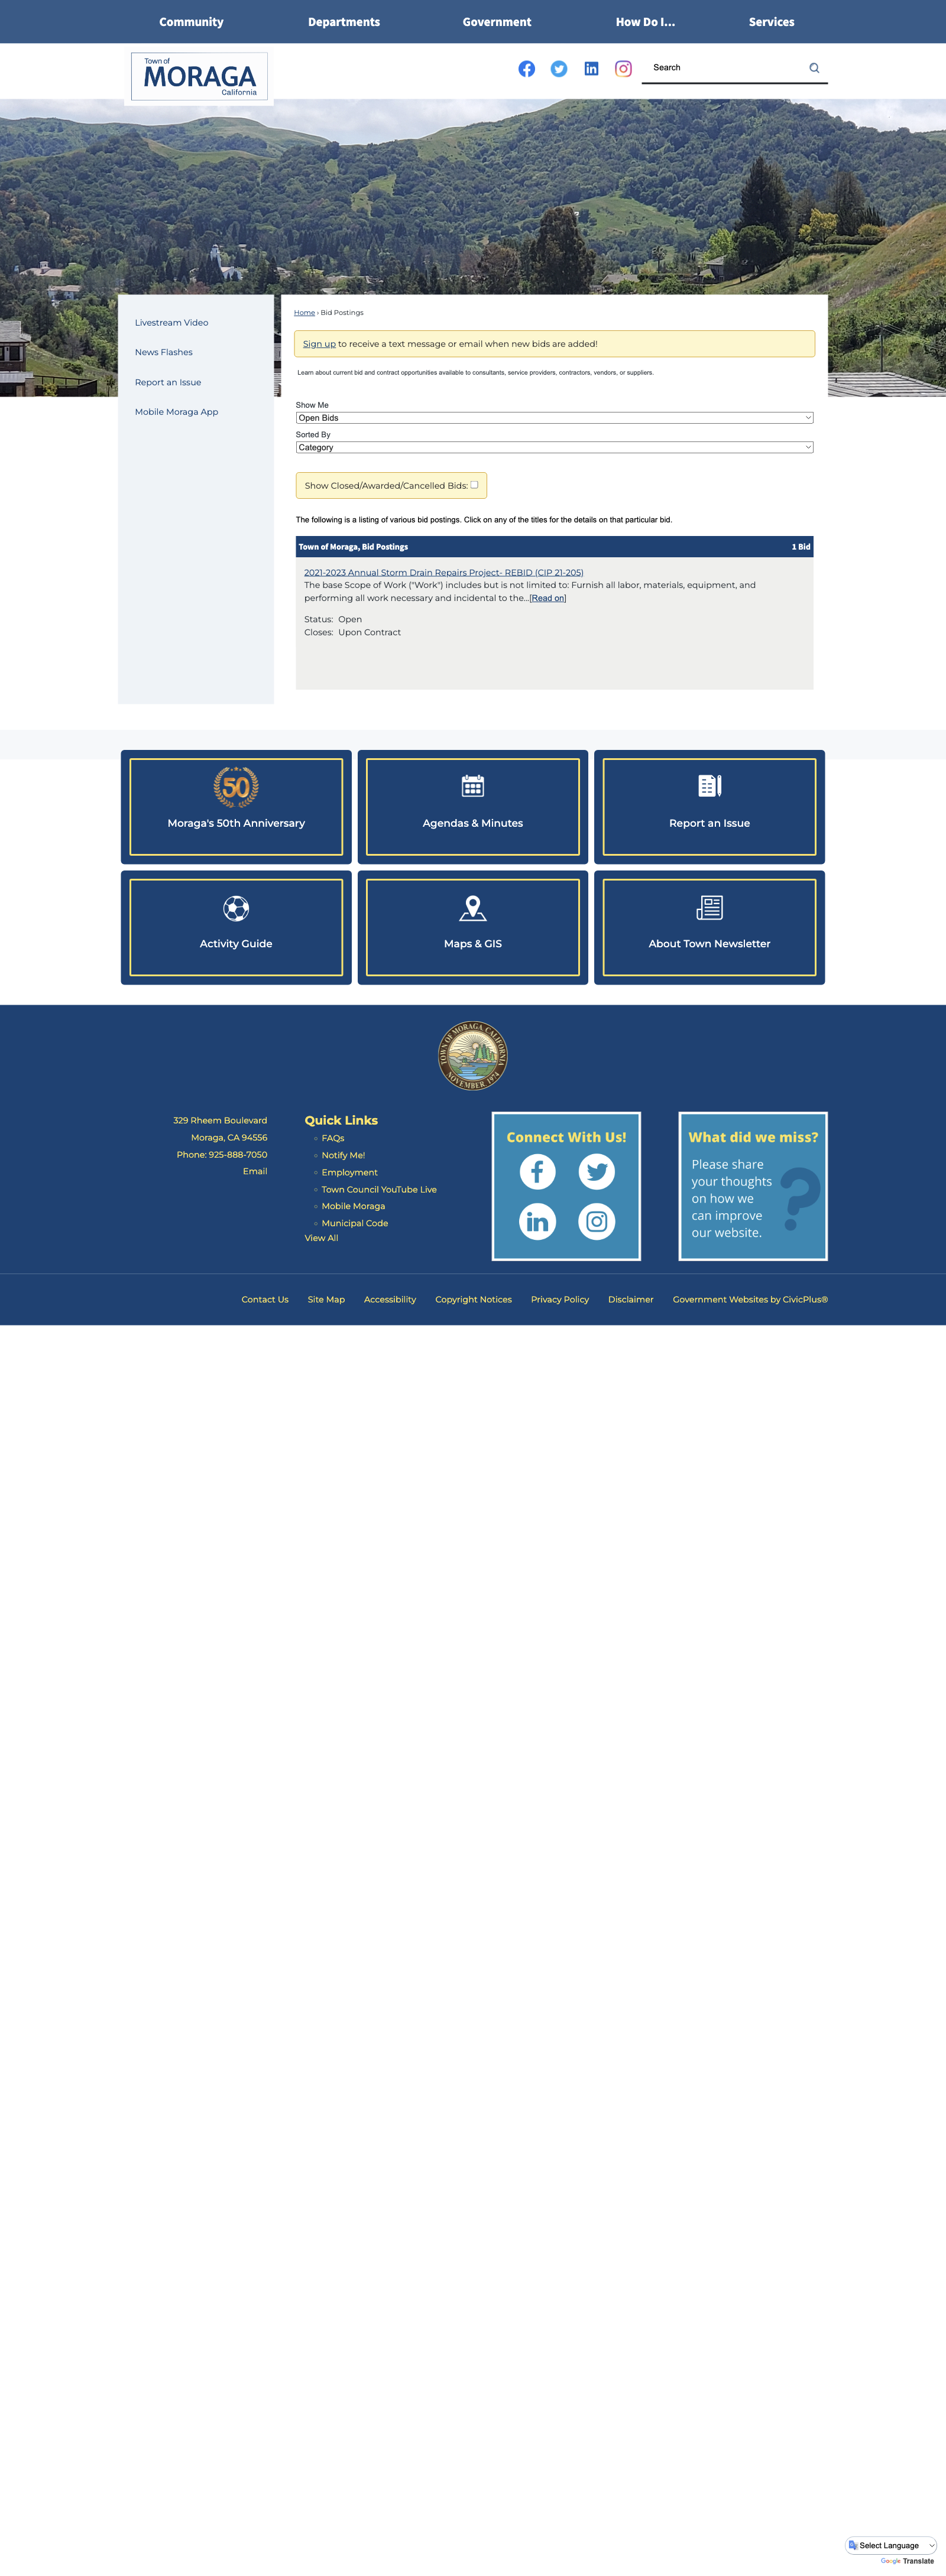 Community Departments Government How Do I... Services
Town of
MORAGA
California
Search
Home › Bid Postings
Livestream Video
News Flashes
Report an Issue
Mobile Moraga App
Sign up to receive a text message or email when new bids are added!
Learn about current bid and contract opportunities available to consultants, service providers, contractors, vendors, or suppliers.
Show Me
Open Bids
Sorted By
Category
Show Closed/Awarded/Cancelled Bids:
The following is a listing of various bid postings. Click on any of the titles for the details on that particular bid.
Town of Moraga, Bid Postings 1 Bid
2021-2023 Annual Storm Drain Repairs Project- REBID (CIP 21-205)
The base Scope of Work ("Work") includes but is not limited to: Furnish all labor, materials, equipment, and
performing all work necessary and incidental to the...[Read on]
Status: Open
Closes: Upon Contract
50
Moraga's 50th Anniversary
Agendas & Minutes
Report an Issue
Activity Guide
Maps & GIS
About Town Newsletter
TOWN OF MORAGA CALIFORNIA
NOVEMBER 1974
329 Rheem Boulevard
Moraga, CA 94556
Phone: 925-888-7050
Email
Quick Links
FAQs
Notify Me!
Employment
Town Council YouTube Live
Mobile Moraga
Municipal Code
View All
Connect With Us!
What did we miss?
Please share
your thoughts
on how we
can improve
our website.
?
Contact Us Site Map Accessibility Copyright Notices Privacy Policy Disclaimer Government Websites by CivicPlus®
Select Language
Google Translate